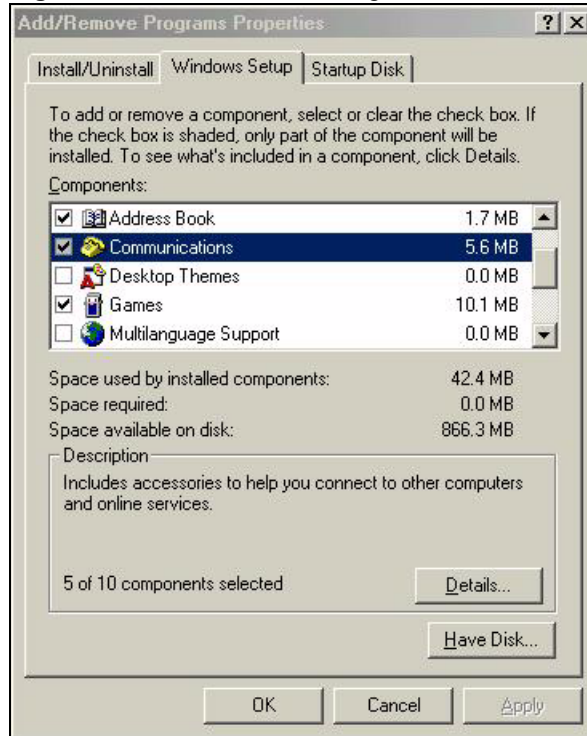 Add/Remove Programs Properties
Install/Uninstall Windows Setup Startup Disk
To add or remove a component, select or clear the check box. If
the check box is shaded, only part of the component will be
installed. To see what's included in a component, click Details.
Components:
Address Book 1.7 MB
Communications 5.6 MB
Desktop Themes 0.0 MB
Games 10.1 MB
Multilanguage Support 0.0 MB
Space used by installed components: 42.4 MB
Space required: 0.0 MB
Space available on disk: 866.3 MB
Description
Includes accessories to help you connect to other computers
and online services.
5 of 10 components selected
Details...
Have Disk...
OK Cancel Apply